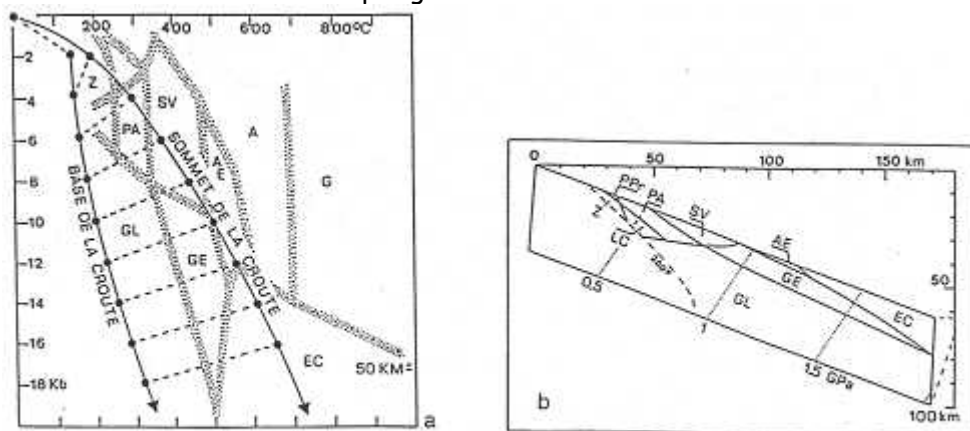 200 400 600 800°C
-2
Z
-4
SV
PA
A
-6
SOMMET DE LA CROUTE
AE
G
-8
BASE DE LA CROUTE
-10
GL
-12
GE
-14
-16
EC
50 KM
-18 Kb
a
0 50 100 150 km
PPr
PA
SV
Z
AE
LC
GE
50
0.5
GL
EC
1
1.5 GPa
b
100 km